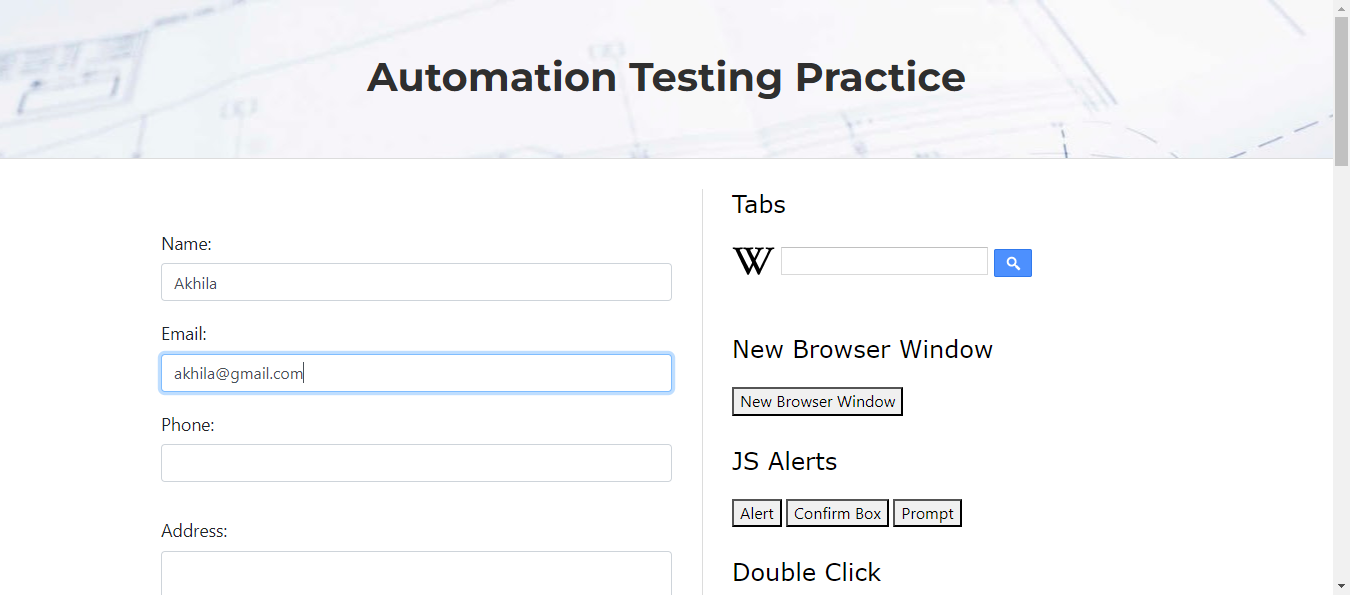 Automation Testing Practice
Name:
Akhila
Email:
akhila@gmail.com
Phone:
Address:
Tabs
W
New Browser Window
New Browser Window
JS Alerts
Alert Confirm Box Prompt
Double Click